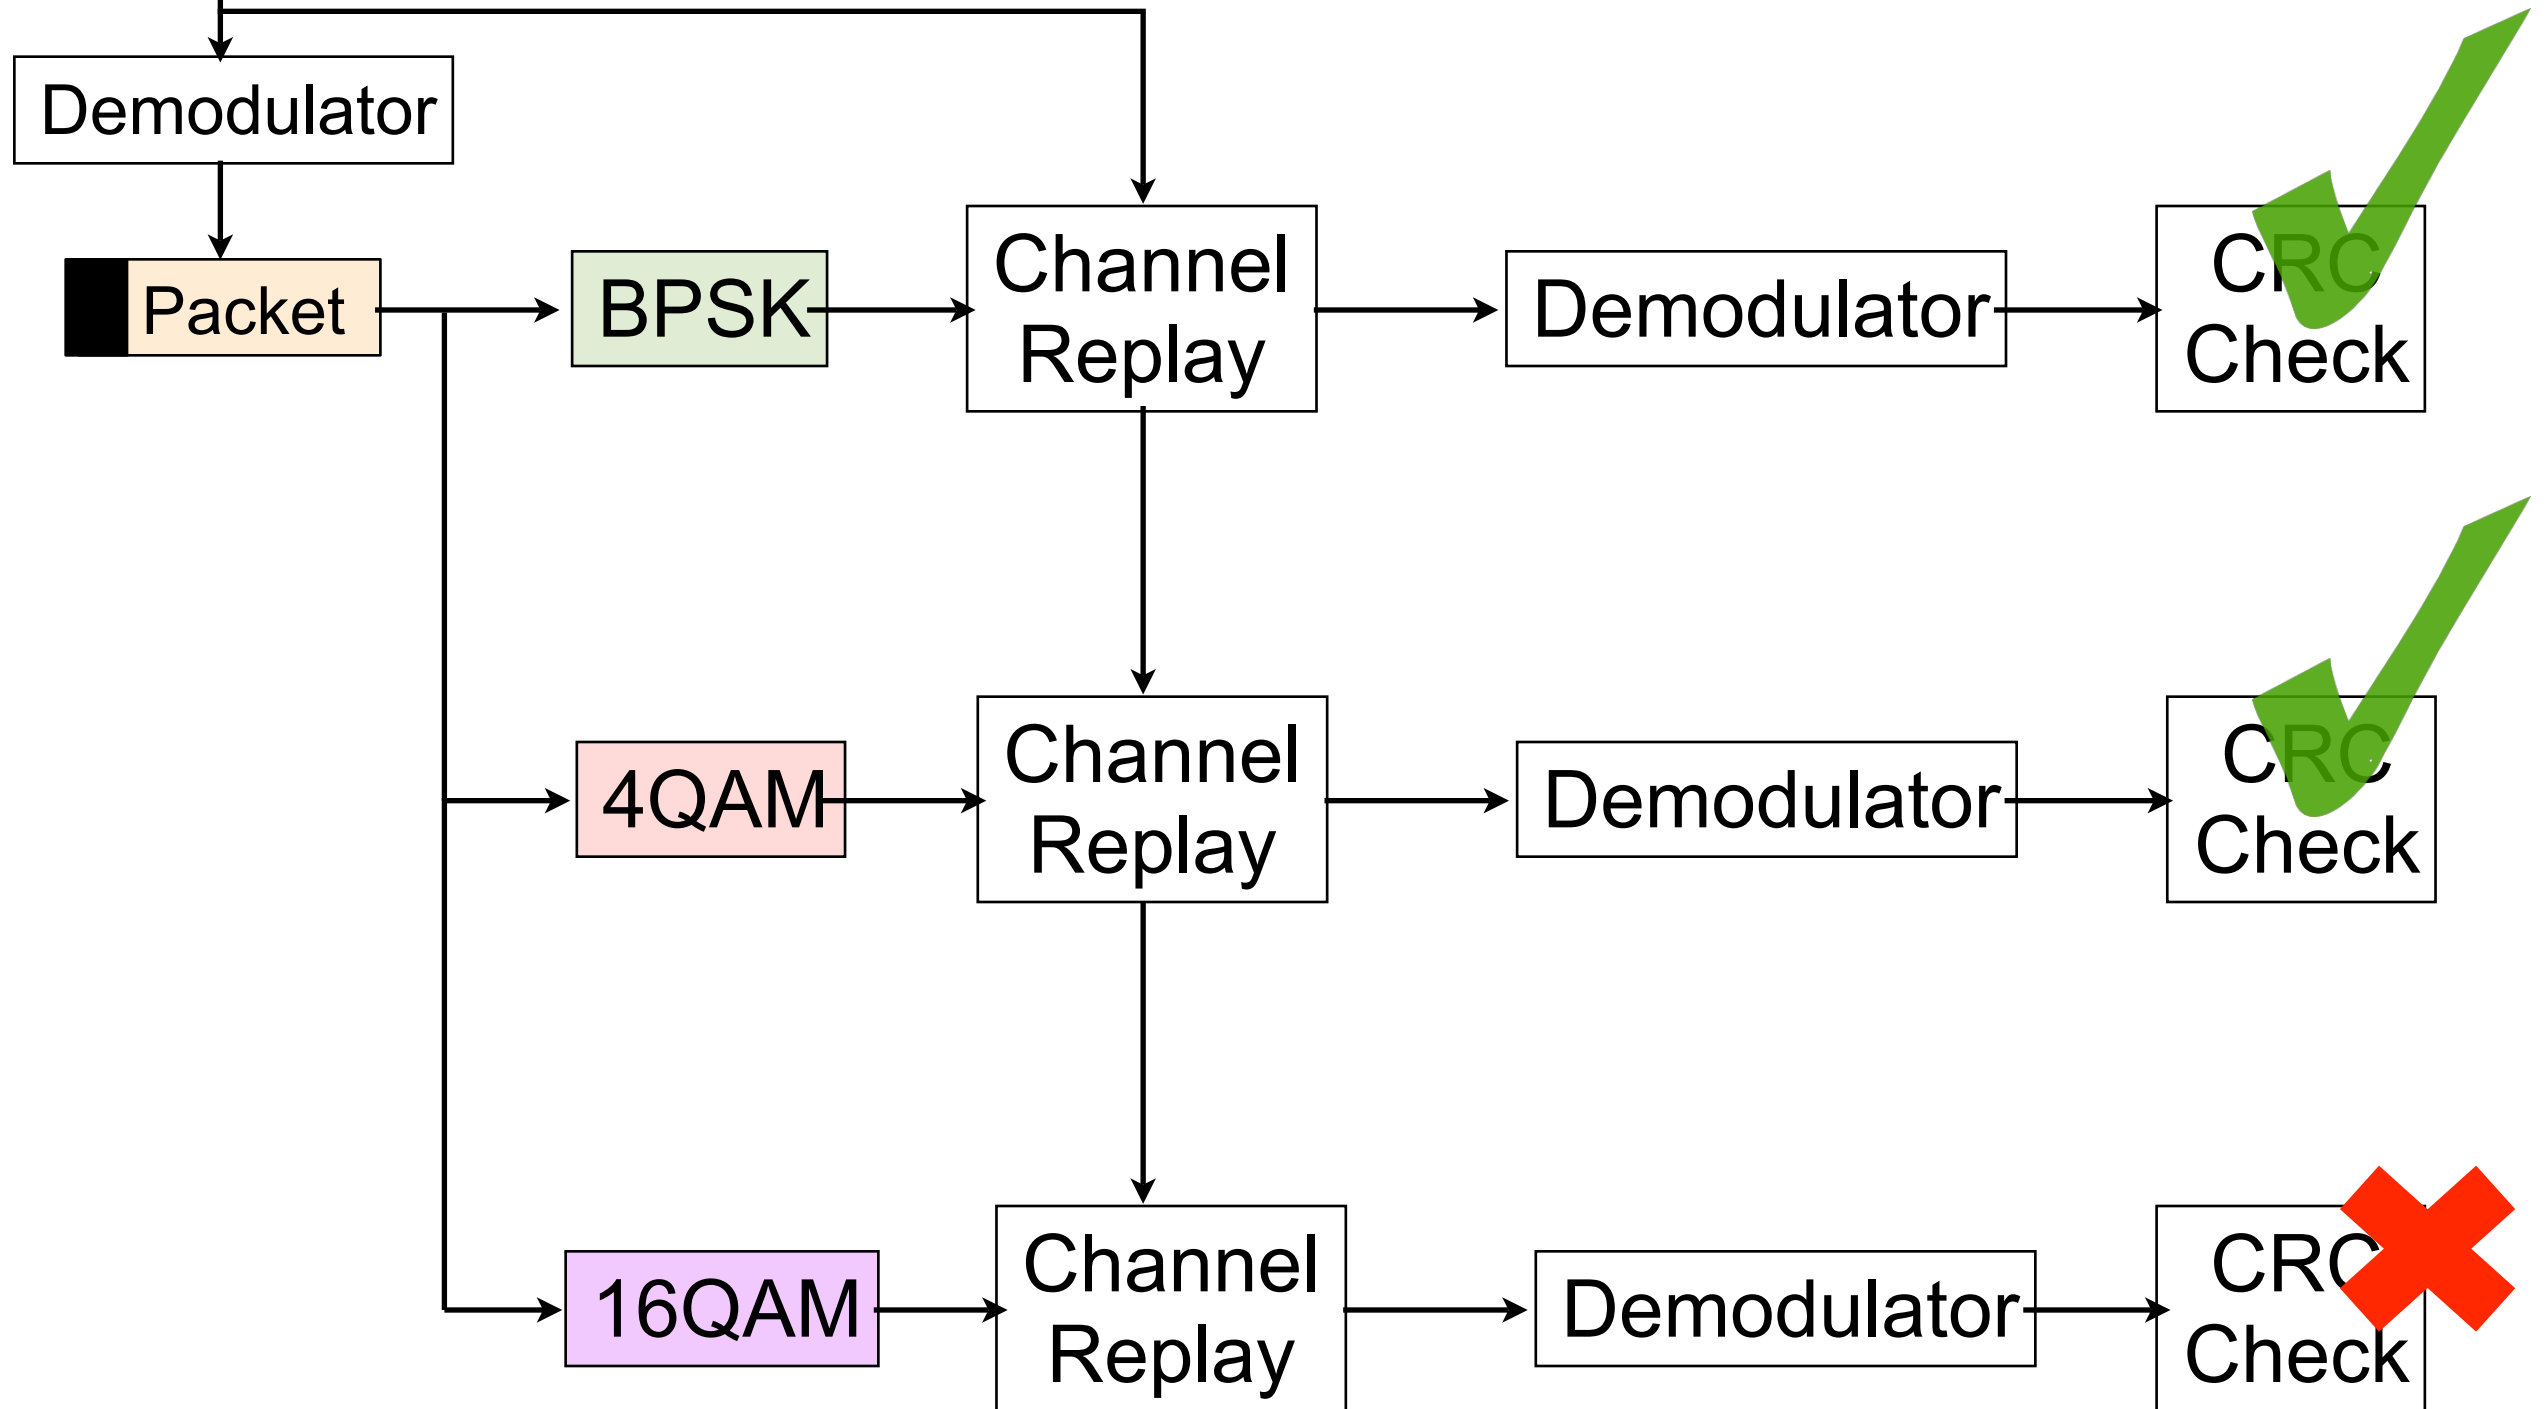 Demodulator
Packet
BPSK
Channel
Replay
Demodulator
CRC
Check
4QAM
Channel
Replay
Demodulator
CRC
Check
16QAM
Channel
Replay
Demodulator
CRC
Check